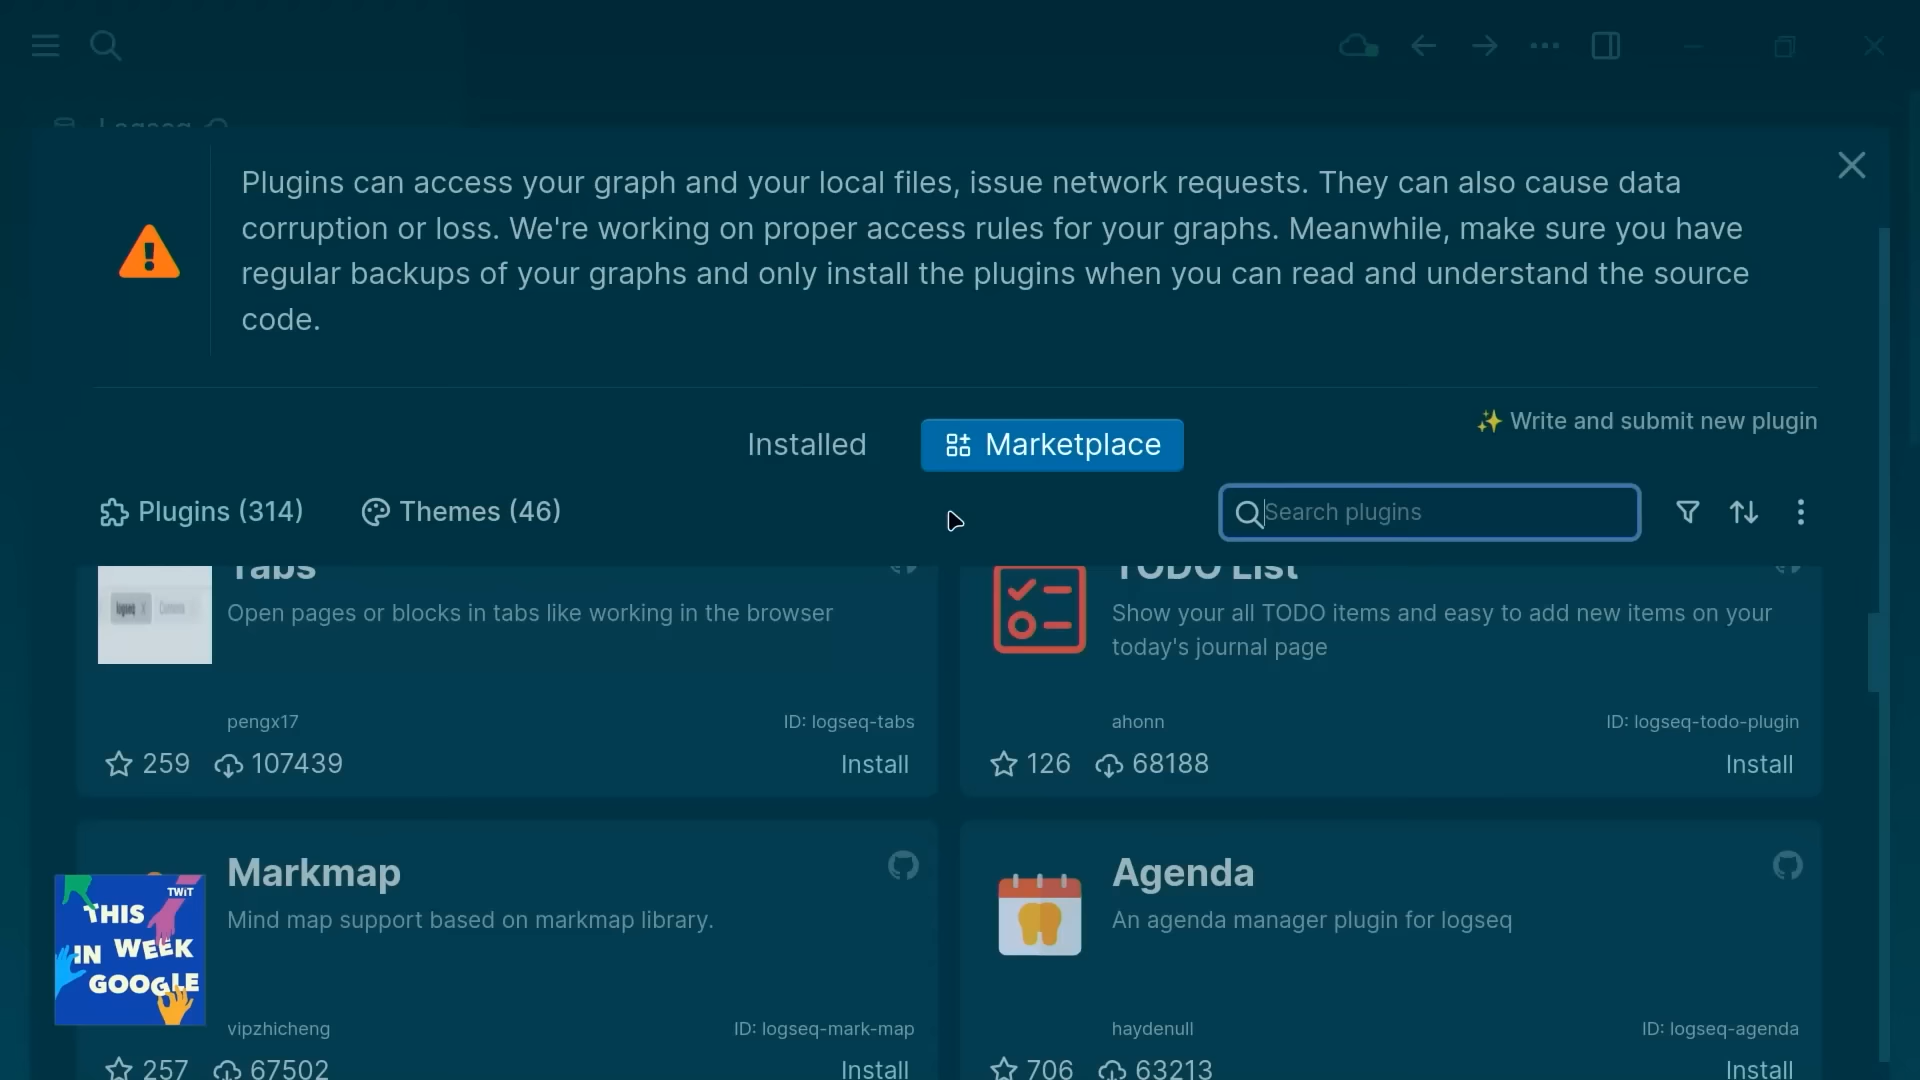 Logseq
Plugins can access your graph and your local files, issue network requests. They can also cause data
corruption or loss. We're working on proper access rules for your graphs. Meanwhile, make sure you have
regular backups of your graphs and only install the plugins when you can read and understand the source
code.
✨ Write and submit new plugin
Installed
Marketplace
Plugins (314)
Themes (46)
Search plugins
Tabs
Open pages or blocks in tabs like working in the browser
pengx17
ID: logseq-tabs
259
107439
Install
TODO List
Show your all TODO items and easy to add new items on your
today's journal page
ahonn
ID: logseq-todo-plugin
126
68188
Install
Markmap
Mind map support based on markmap library.
vipzhicheng
ID: logseq-mark-map
257
67502
Install
Agenda
An agenda manager plugin for logseq
haydenull
ID: logseq-agenda
706
63213
Install
TWiT
THIS
IN WEEK
GOOGLE